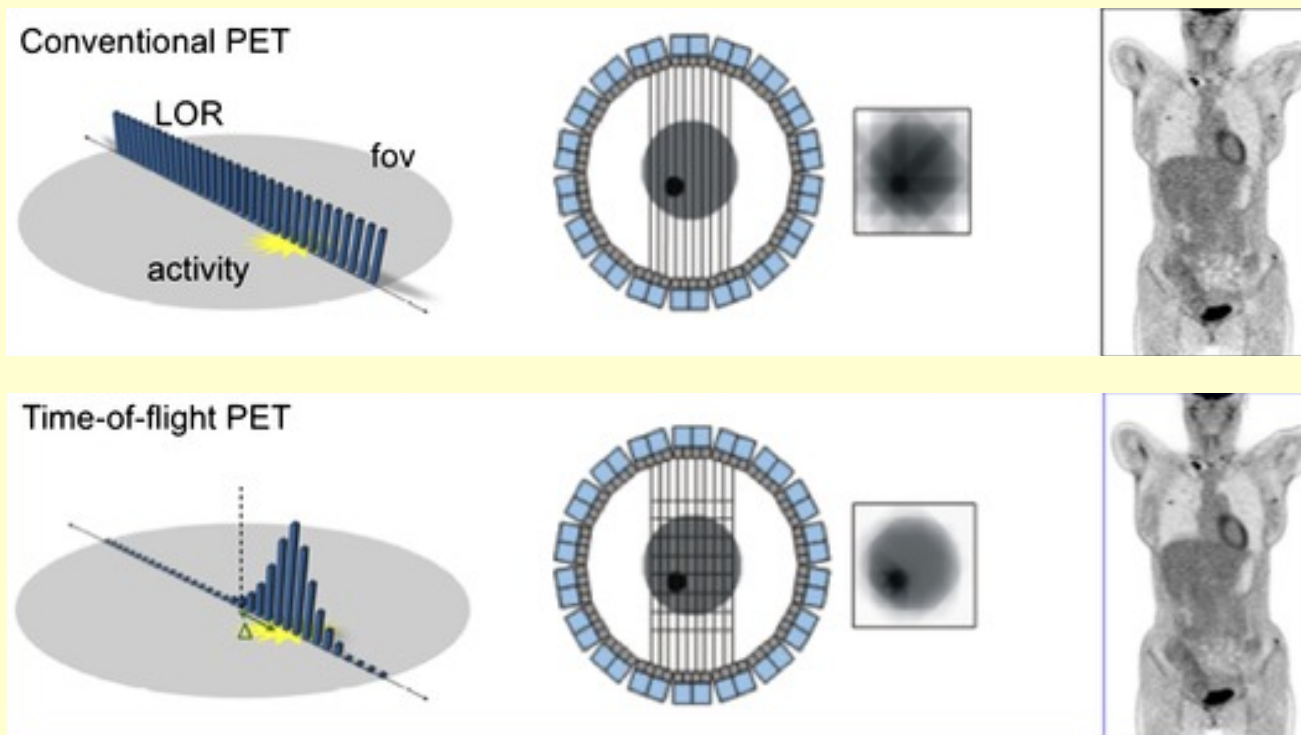 Conventional PET
LOR
fov
activity
Time-of-flight PET
Δ